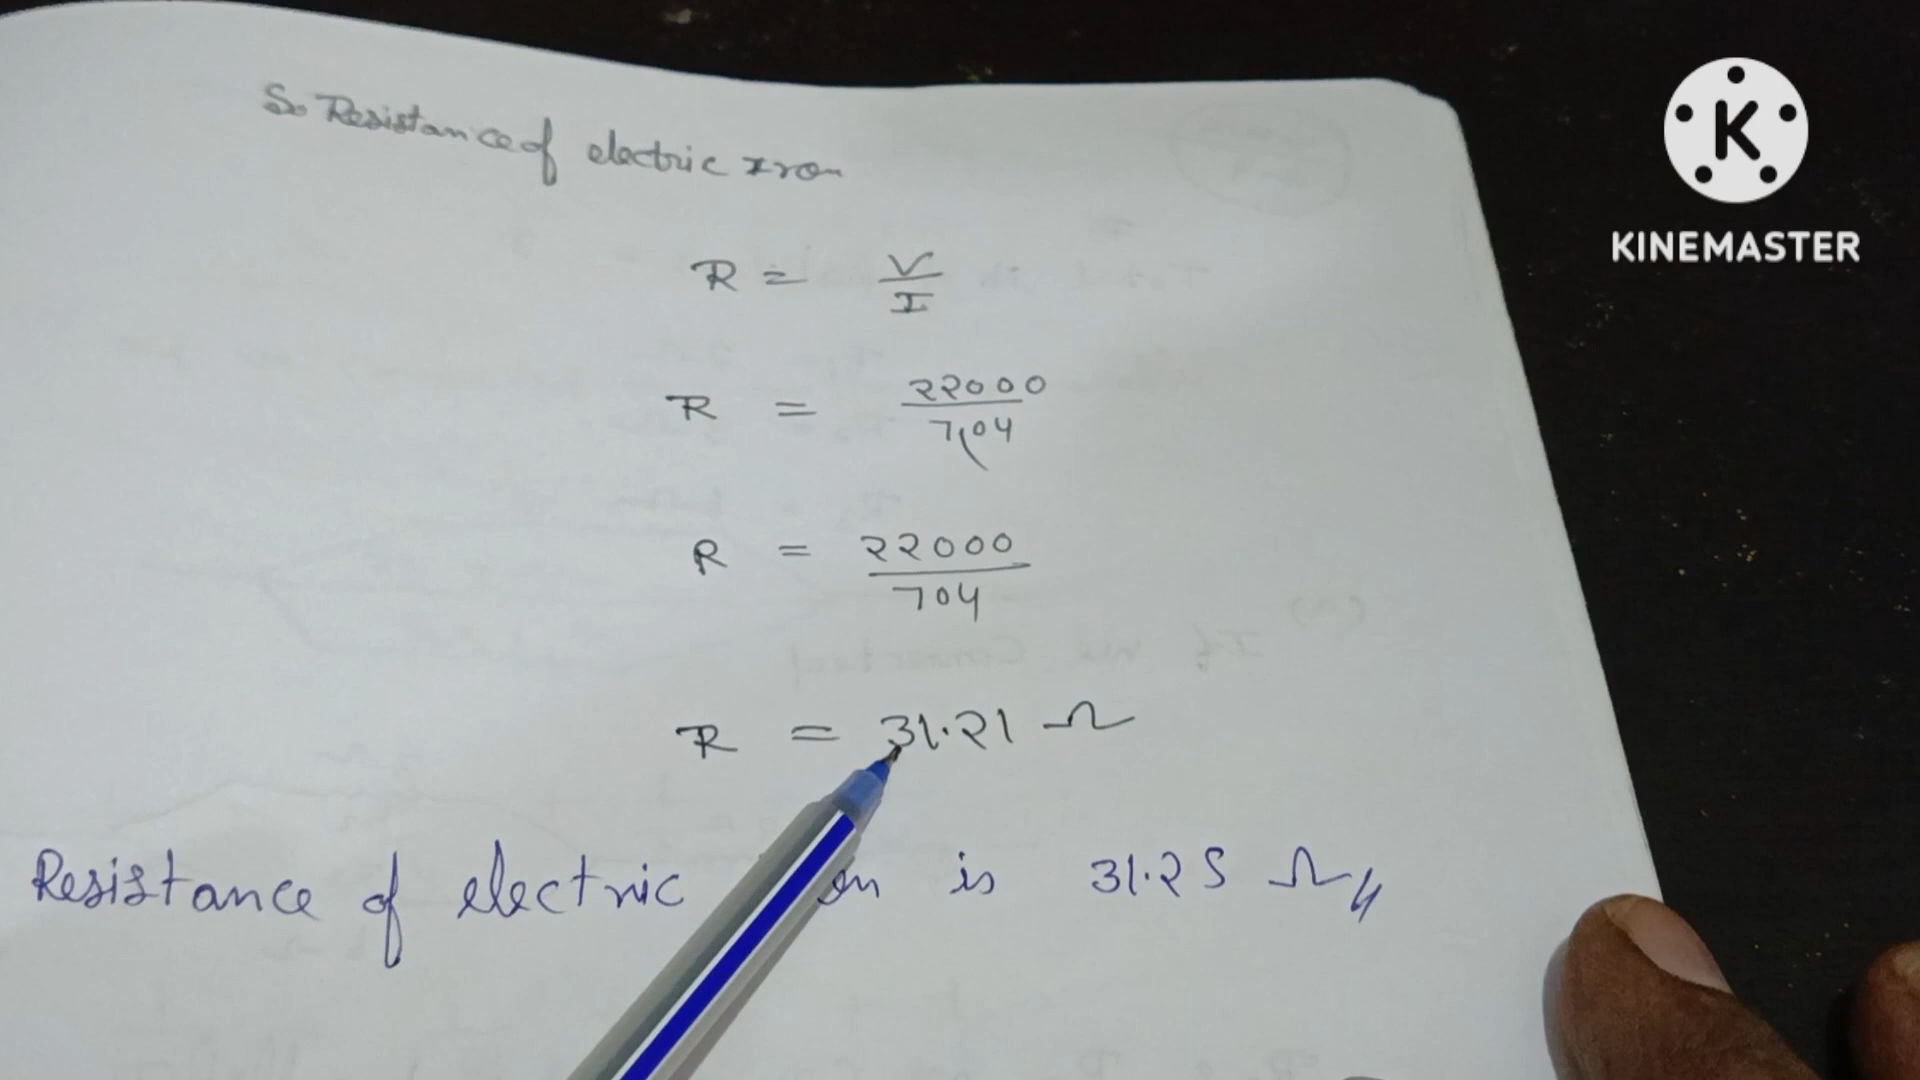 So Resistance of electric Iron
R = V/I
R = 22000/7.04
R = 22000/704
R = 31.21 Ω
Resistance of electric is 31.25 Ω
KINEMASTER